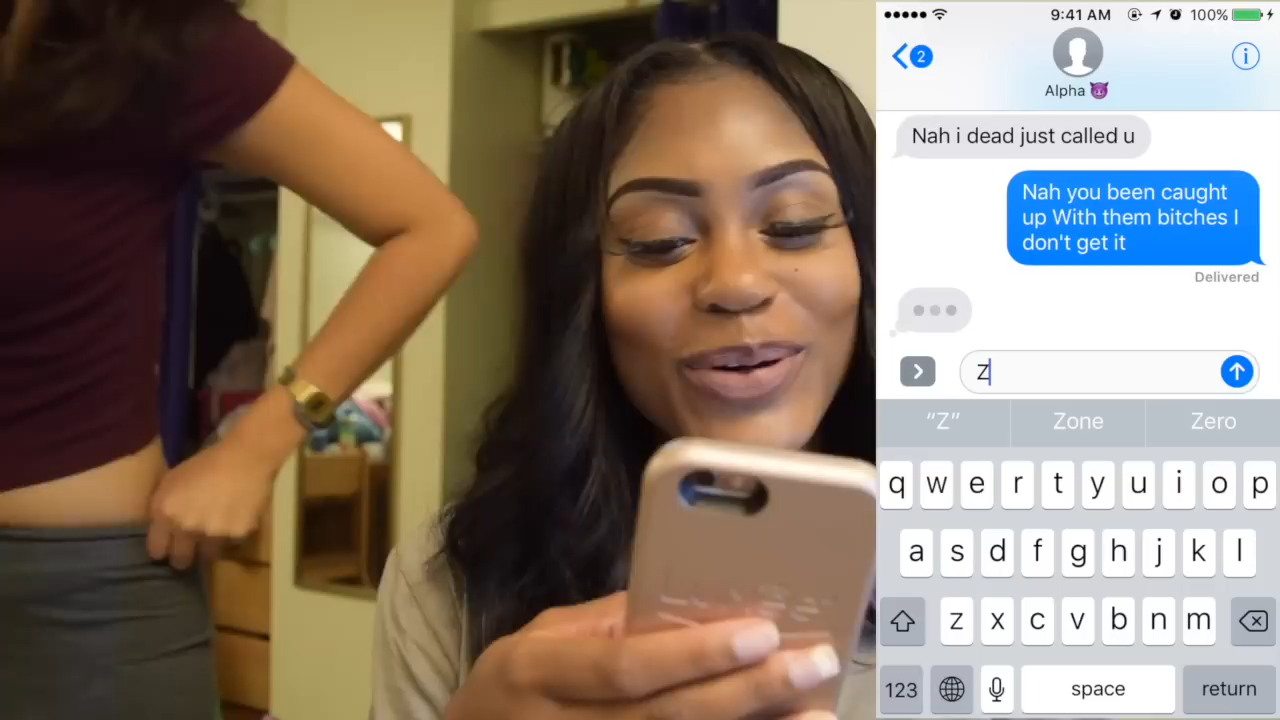 9:41 AM 100%
2
Alpha 😈
Nah i dead just called u
Nah you been caught
up With them bitches I
don't get it
Delivered
Z
“Z” Zone Zero
q w e r t y u i o p
a s d f g h j k l
z x c v b n m
123 space return